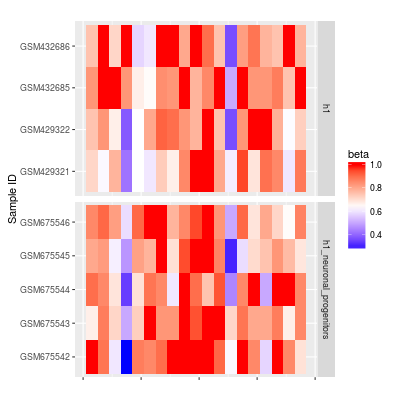 GSM432686
GSM432685
GSM429322
GSM429321
h1
GSM675546
GSM675545
GSM675544
GSM675543
GSM675542
h1_neuronal_progenitors
Sample ID
beta
1.0
0.8
0.6
0.4